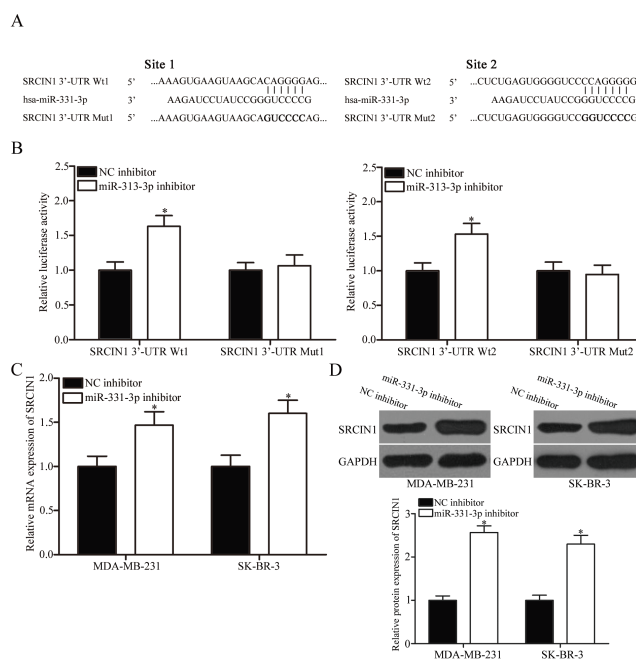 A
Site 1
SRCIN1 3’-UTR Wt1 5’ ...AAAGUGAAGUAAGCACAGGGGAG...
hsa-miR-331-3p 3’ AAGAUCCUAUCCGGGUCCCCG
SRCIN1 3’-UTR Mut1 5’ ...AAAGUGAAGUAAGCAGUCCCCAG...
Site 2
SRCIN1 3’-UTR Wt2 5’ ...CUCUGAGUGGGGUCCCCAGGGGG
hsa-miR-331-3p 3’ AAGAUCCUAUCCGGGUCCCCG
SRCIN1 3’-UTR Mut2 5’ ...CUCUGAGUGGGGUCCGGUCCCCG
B
NC inhibitor
miR-313-3p inhibitor
Relative luciferase activity
2.5
2.0
1.5
1.0
0.5
0.0
*
SRCIN1 3’-UTR Wt1 SRCIN1 3’-UTR Mut1
NC inhibitor
miR-313-3p inhibitor
Relative luciferase activity
2.5
2.0
1.5
1.0
0.5
0.0
*
SRCIN1 3’-UTR Wt2 SRCIN1 3’-UTR Mut2
C
NC inhibitor
miR-331-3p inhibitor
Relative mRNA expression of SRCIN1
2.0
1.5
1.0
0.5
0.0
* *
MDA-MB-231 SK-BR-3
D
NC inhibitor
miR-331-3p inhibitor
SRCIN1
GAPDH
MDA-MB-231
NC inhibitor
miR-331-3p inhibitor
SRCIN1
GAPDH
SK-BR-3
NC inhibitor
miR-331-3p inhibitor
Relative protein expression of SRCIN1
3
2
1
0
* *
MDA-MB-231 SK-BR-3